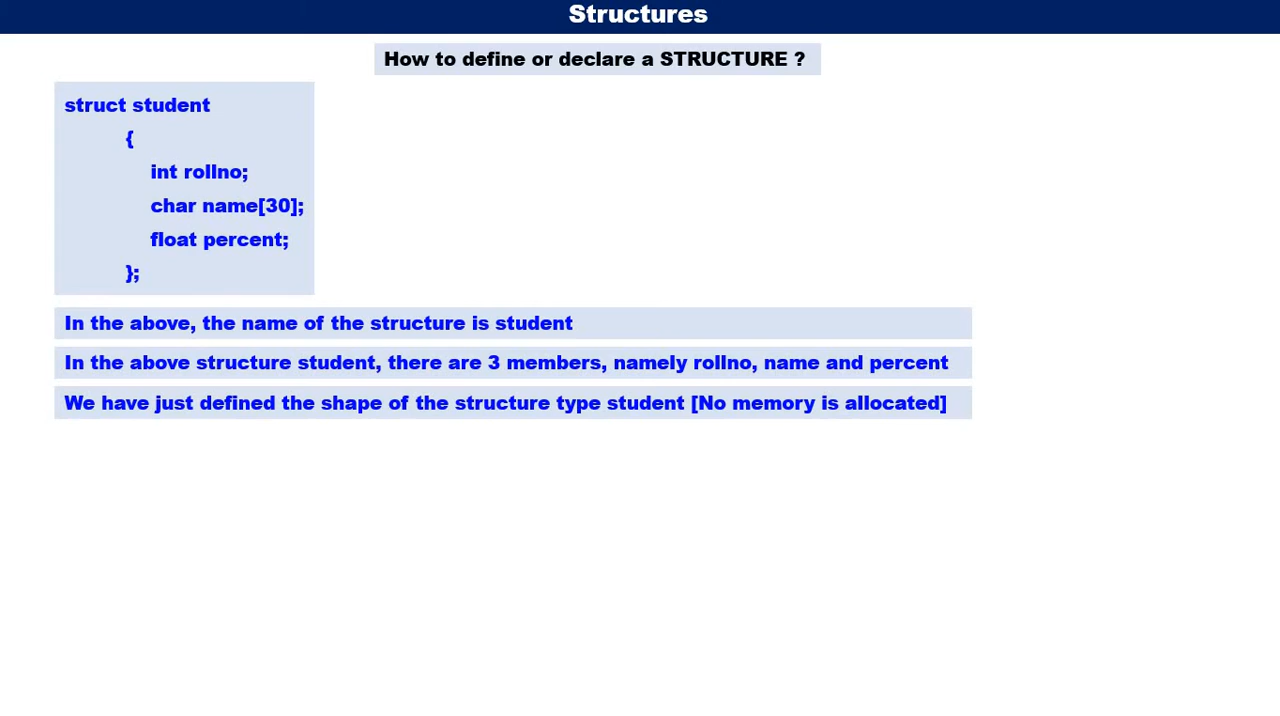 Structures
How to define or declare a STRUCTURE ?
struct student
{
int rollno;
char name[30];
float percent;
};
In the above, the name of the structure is student
In the above structure student, there are 3 members, namely rollno, name and percent
We have just defined the shape of the structure type student [No memory is allocated]